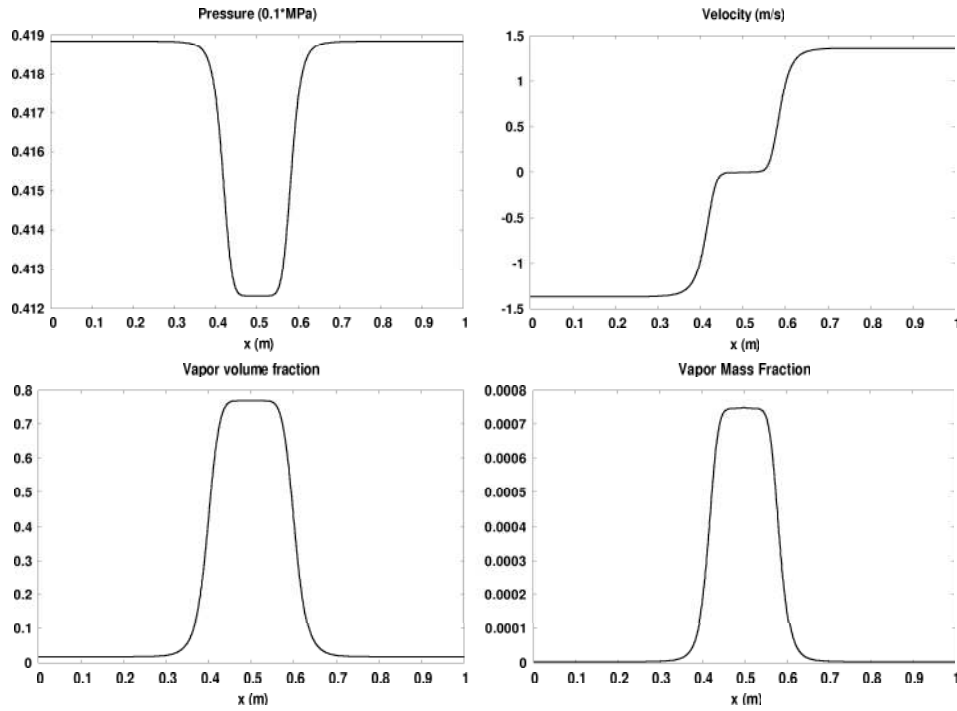 Pressure (0.1*MPa)
0.419
0.418
0.417
0.416
0.415
0.414
0.413
0.412
0 0.1 0.2 0.3 0.4 0.5 0.6 0.7 0.8 0.9 1
x (m)
Velocity (m/s)
1.5
1
0.5
0
-0.5
-1
-1.5
0 0.1 0.2 0.3 0.4 0.5 0.6 0.7 0.8 0.9 1
x (m)
Vapor volume fraction
0.8
0.7
0.6
0.5
0.4
0.3
0.2
0.1
0
0 0.1 0.2 0.3 0.4 0.5 0.6 0.7 0.8 0.9 1
x (m)
Vapor Mass Fraction
0.0008
0.0007
0.0006
0.0005
0.0004
0.0003
0.0002
0.0001
0
0 0.1 0.2 0.3 0.4 0.5 0.6 0.7 0.8 0.9 1
x (m)